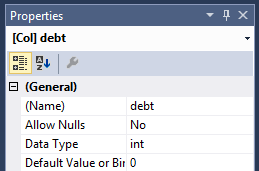 Properties
[Col] debt
(General)
(Name) debt
Allow Nulls No
Data Type int
Default Value or Bin 0